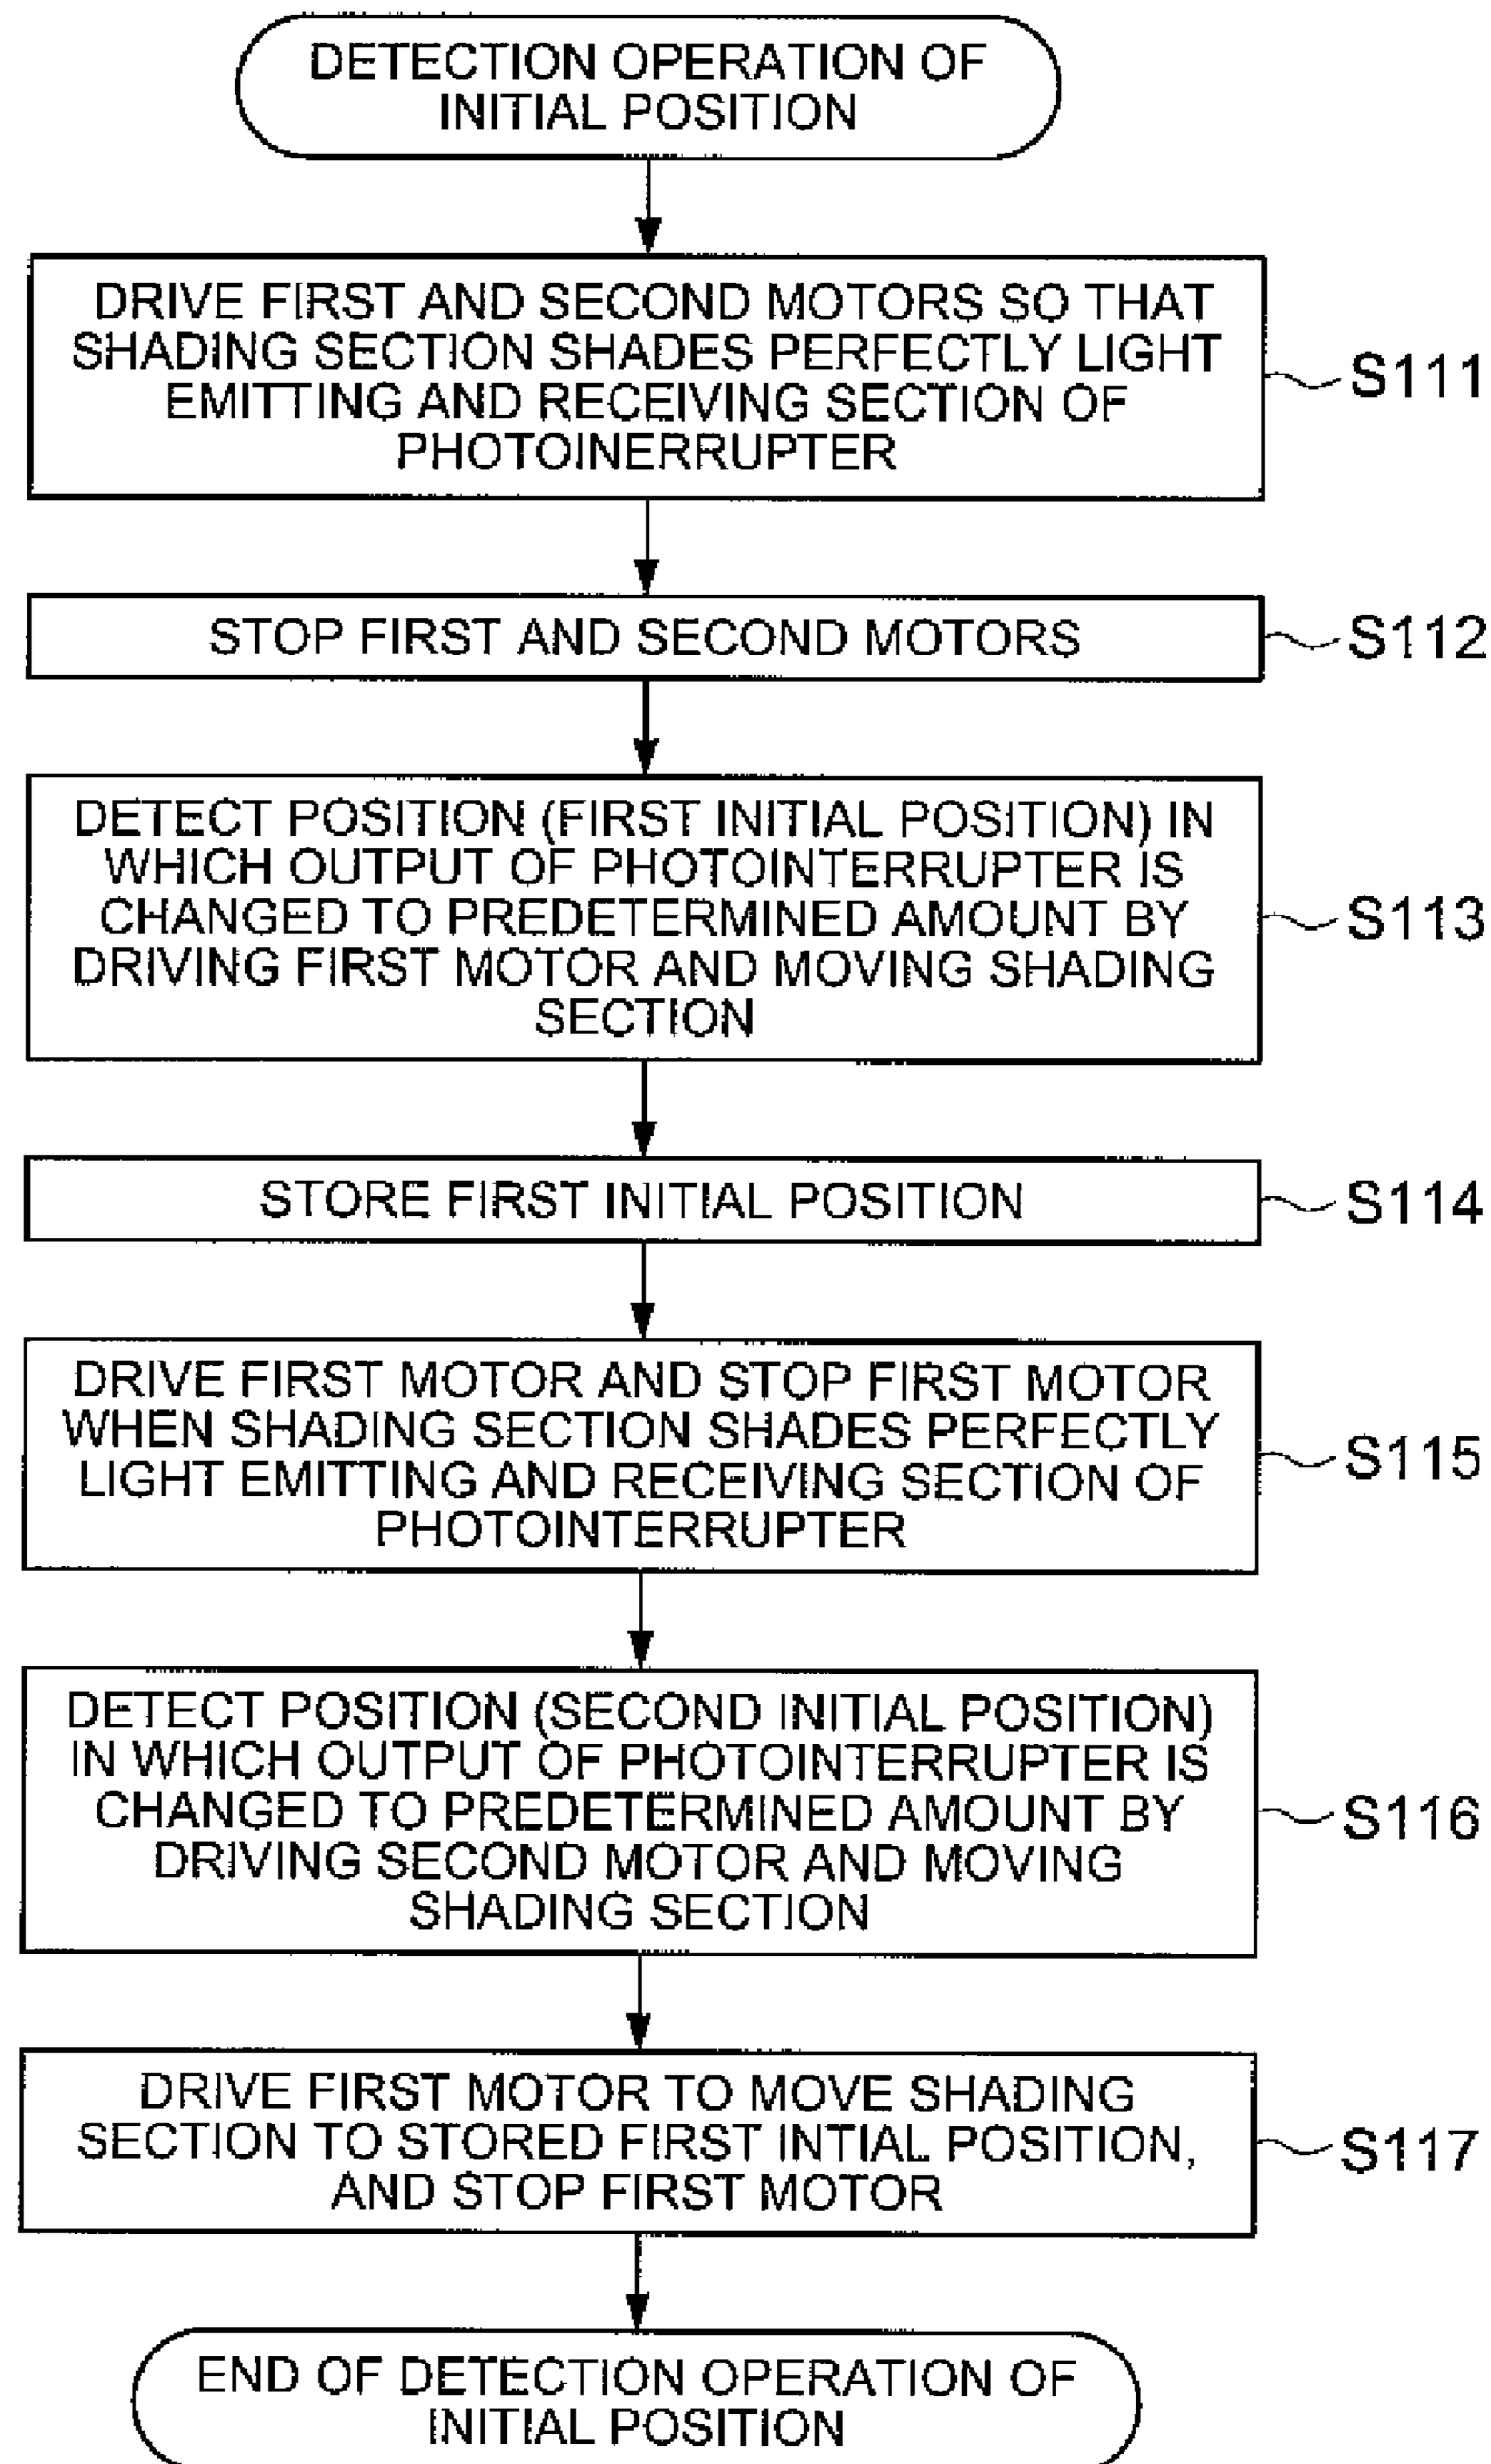 DETECTION OPERATION OF
INITIAL POSITION
DRIVE FIRST AND SECOND MOTORS SO THAT
SHADING SECTION SHADES PERFECTLY LIGHT
EMITTING AND RECEIVING SECTION OF
PHOTOINERRUPTER
S111
STOP FIRST AND SECOND MOTORS
S112
DETECT POSITION (FIRST INITIAL POSITION) IN
WHICH OUTPUT OF PHOTOINTERRUPTER IS
CHANGED TO PREDETERMINED AMOUNT BY
DRIVING FIRST MOTOR AND MOVING SHADING
SECTION
S113
STORE FIRST INITIAL POSITION
S114
DRIVE FIRST MOTOR AND STOP FIRST MOTOR
WHEN SHADING SECTION SHADES PERFECTLY
LIGHT EMITTING AND RECEIVING SECTION OF
PHOTOINTERRUPTER
S115
DETECT POSITION (SECOND INITIAL POSITION)
IN WHICH OUTPUT OF PHOTOINTERRUPTER IS
CHANGED TO PREDETERMINED AMOUNT BY
DRIVING SECOND MOTOR AND MOVING
SHADING SECTION
S116
DRIVE FIRST MOTOR TO MOVE SHADING
SECTION TO STORED FIRST INTIAL POSITION,
AND STOP FIRST MOTOR
S117
END OF DETECTION OPERATION OF
INITIAL POSITION